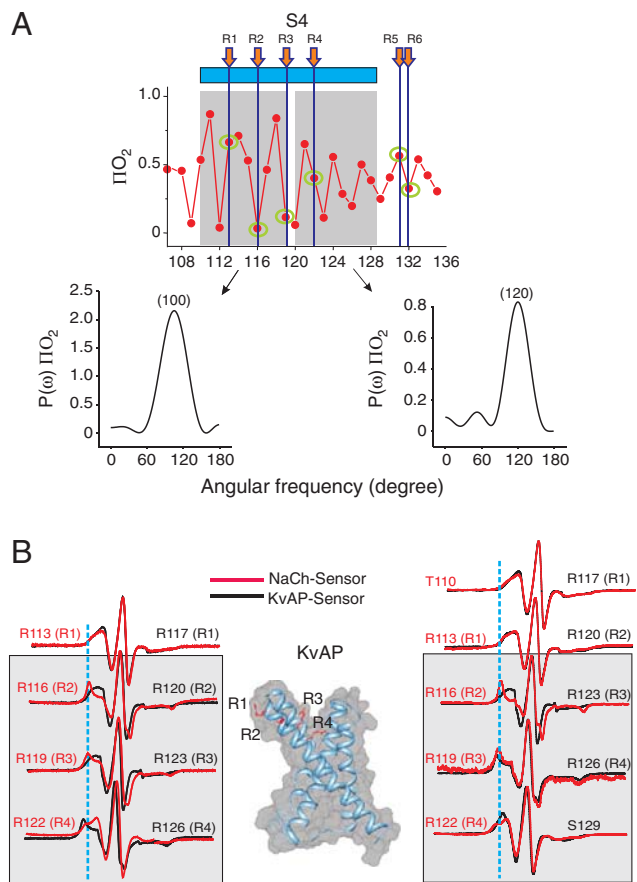 A
S4
R1 R2 R3 R4 R5 R6
1.0
0.5
0
ΠO2
108 112 116 120 124 128 132 136
(100)
2.5
2.0
1.5
1.0
0.5
0.0
P(ω) ΠO2
0 60 120 180
(120)
0.8
0.6
0.4
0.2
0.0
P(ω) ΠO2
0 60 120 180
Angular frequency (degree)
B
NaCh-Sensor
KvAP-Sensor
R113 (R1) R117 (R1)
R116 (R2) R120 (R2)
R119 (R3) R123 (R3)
R122 (R4) R126 (R4)
KvAP
R1 R3
R2 R4
T110 R117 (R1)
R113 (R1) R120 (R2)
R116 (R2) R123 (R3)
R119 (R3) R126 (R4)
R122 (R4) S129